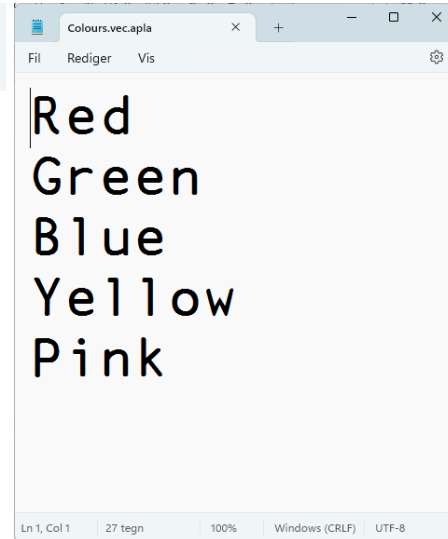 Colours.vec.apla
Fil Rediger Vis
Red
Green
Blue
Yellow
Pink
Ln 1, Col 1 27 tegn 100% Windows (CRLF) UTF-8